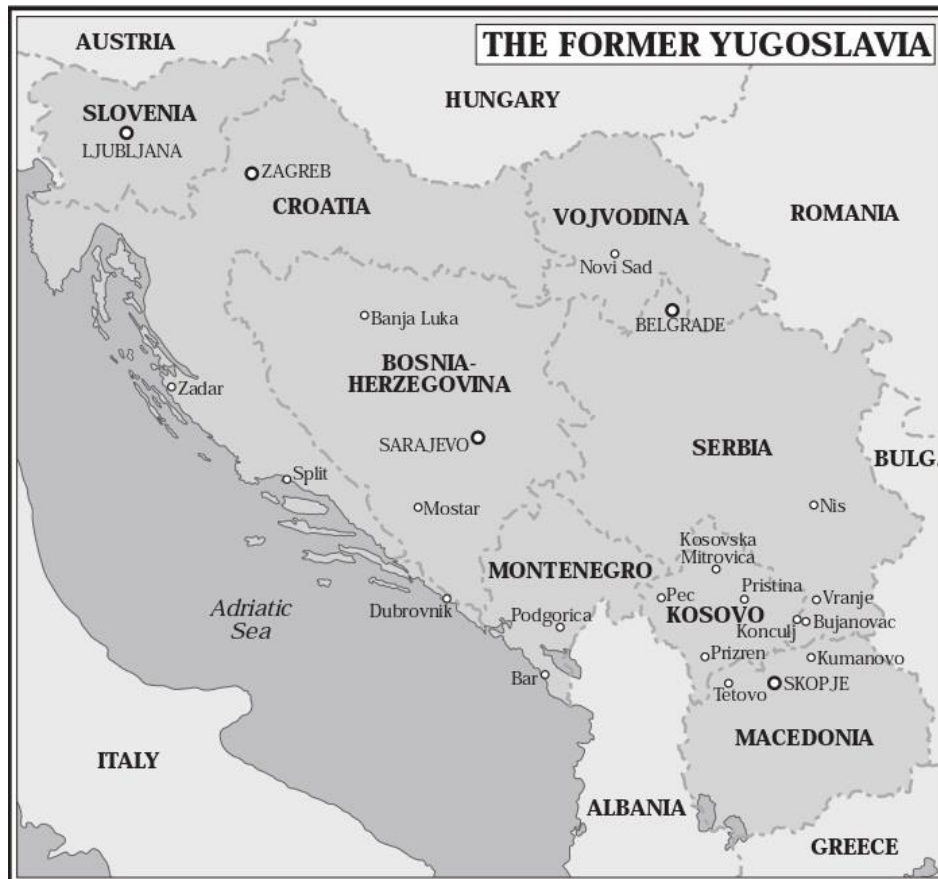 AUSTRIA
THE FORMER YUGOSLAVIA
HUNGARY
SLOVENIA
LJUBLJANA
ZAGREB
CROATIA
VOJVODINA
ROMANIA
Novi Sad
Banja Luka
BELGRADE
BOSNIA-
HERZEGOVINA
Zadar
SARAJEVO
SERBIA
BULG.
Split
Mostar
Nis
Kosovska
Mitrovica
MONTENEGRO
Pristina
Pec
Vranje
Adriatic
Sea
Dubrovnik
Podgorica
KOSOVO
Konculj
Bujanovac
Prizren
Kumanovo
Bar
Tetovo
SKOPJE
MACEDONIA
ITALY
ALBANIA
GREECE